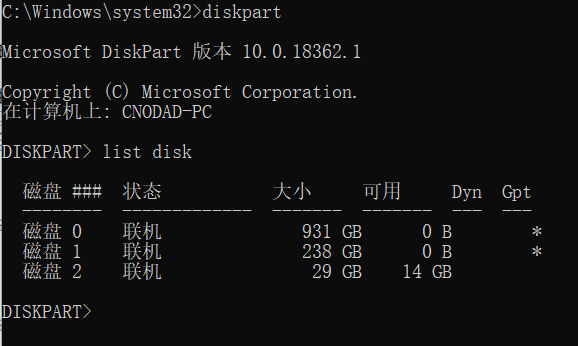 C:\Windows\system32>diskpart
Microsoft DiskPart 版本 10.0.18362.1
Copyright (C) Microsoft Corporation.
在计算机上: CNODAD-PC
DISKPART> list disk
磁盘 ### 状态 大小 可用 Dyn Gpt
-------- ------------- ------- ------- --- ---
磁盘 0 联机 931 GB 0 B *
磁盘 1 联机 238 GB 0 B *
磁盘 2 联机 29 GB 14 GB
DISKPART>